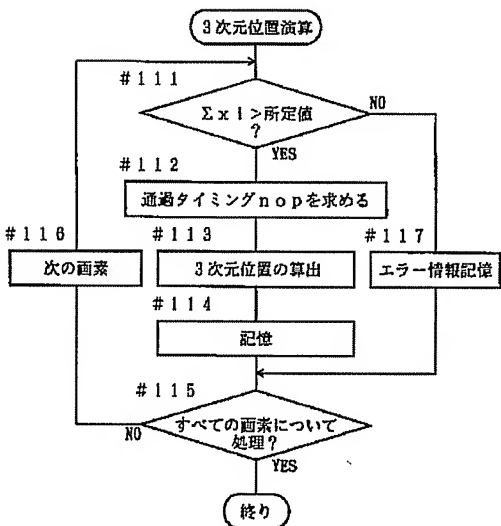 3次元位置演算
#111
Σxi>所定値
?
NO
YES
#112
通過タイミングnopを求める
#116
#113
#117
次の画素
3次元位置の算出
エラー情報記憶
#114
記憶
#115
すべての画素について
処理?
NO
YES
終り